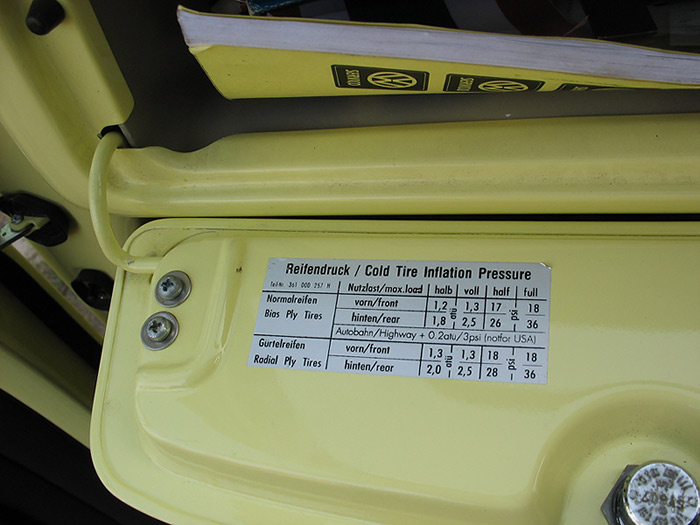 SERVICE
SERVICE
Reifendruck / Cold Tire Inflation Pressure
Teil-Nr. 361 000 257 H Nutzlast/max.load halb voll half full
Normalreifen vorn/front 1,2 atü 1,3 17 psi 18
Bias Ply Tires hinten/rear 1,8 2,5 26 36
Autobahn/Highway + 0.2atu/3psi (notfor USA)
Gürtelreifen vorn/front 1,3 atü 1,3 18 psi 18
Radial Ply Tires hinten/rear 2,0 2,5 28 36